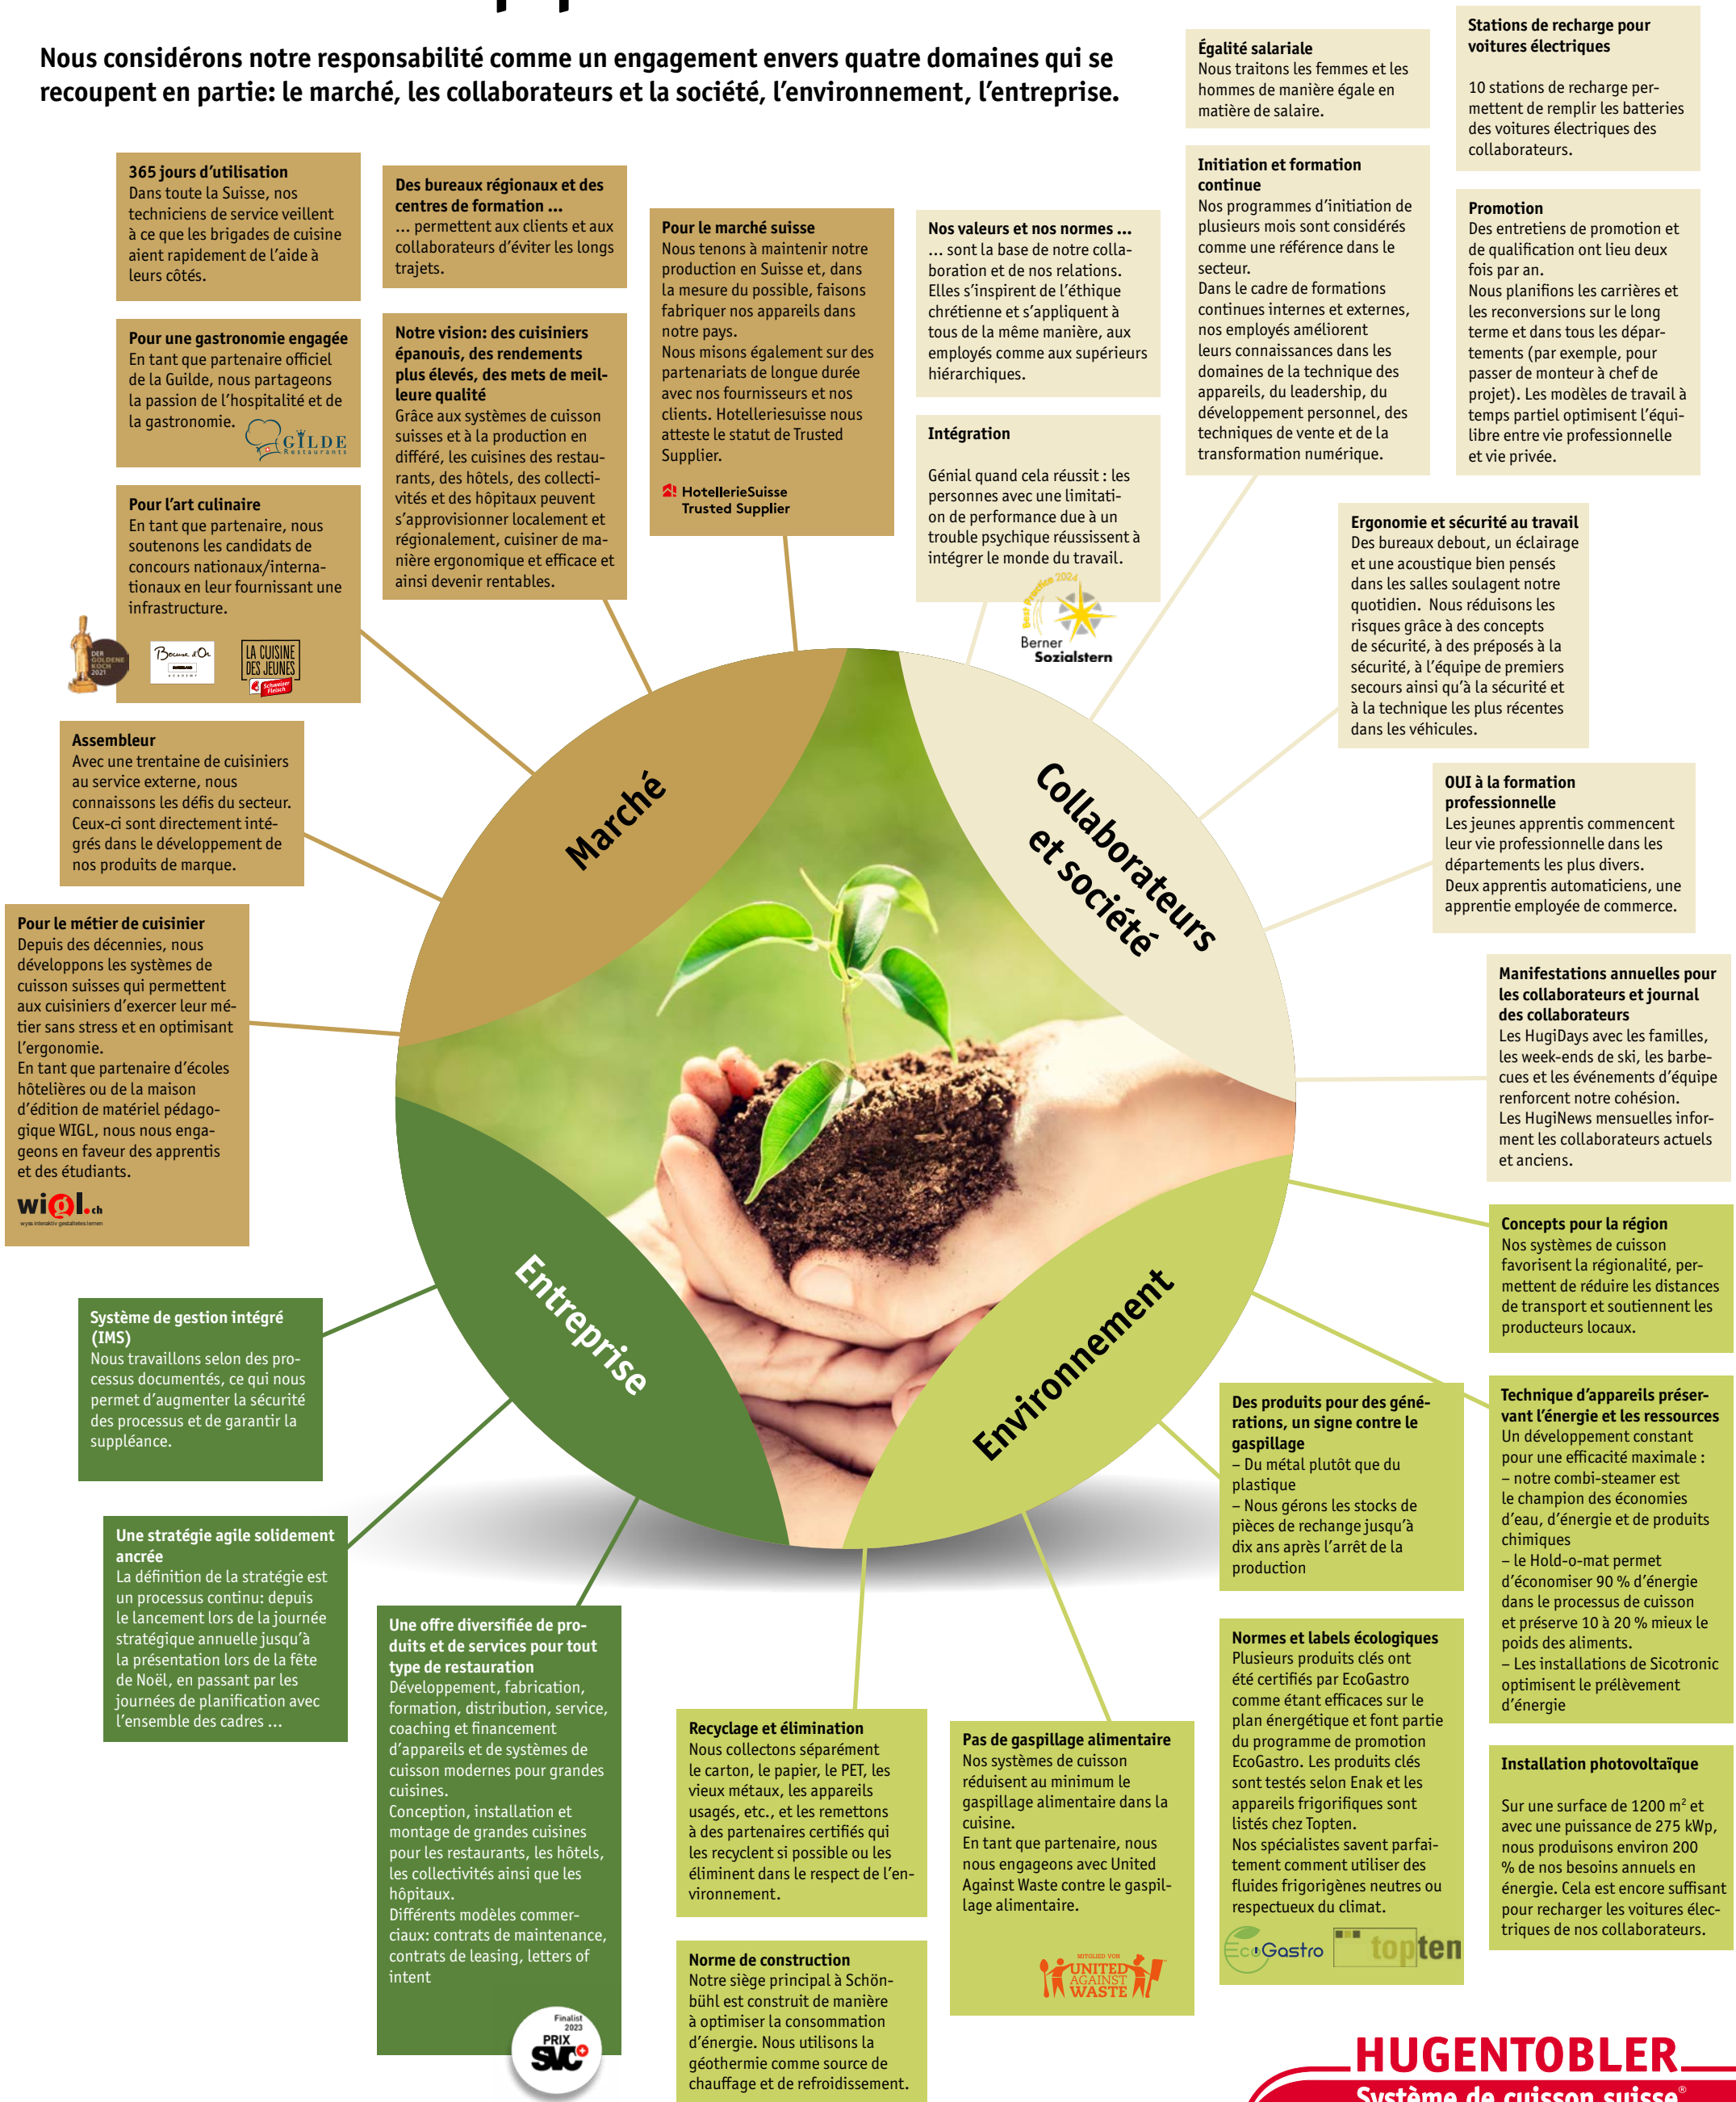 Nous considérons notre responsabilité comme un engagement envers quatre domaines qui se
recoupent en partie: le marché, les collaborateurs et la société, l'environnement, l'entreprise.
365 jours d'utilisation
Dans toute la Suisse, nos
techniciens de service veillent
à ce que les brigades de cuisine
aient rapidement de l'aide à
leurs côtés.
Pour une gastronomie engagée
En tant que partenaire officiel
de la Guilde, nous partageons
la passion de l'hospitalité et de
la gastronomie.
GILDE
Restaurants
Pour l'art culinaire
En tant que partenaire, nous
soutenons les candidats de
concours nationaux/interna-
tionaux en leur fournissant une
infrastructure.
DER
GOLDENE
KOCH
2021
Bocuse d'Or
ACADEMY
LA CUISINE
DES JEUNES
Schweizer
Fleisch
Assembleur
Avec une trentaine de cuisiniers
au service externe, nous
connaissons les défis du secteur.
Ceux-ci sont directement inté-
grés dans le développement de
nos produits de marque.
Pour le métier de cuisinier
Depuis des décennies, nous
développons les systèmes de
cuisson suisses qui permettent
aux cuisiniers d'exercer leur mé-
tier sans stress et en optimisant
l'ergonomie.
En tant que partenaire d'écoles
hôtelières ou de la maison
d'édition de matériel pédago-
gique WIGL, nous nous enga-
geons en faveur des apprentis
et des étudiants.
wigl.ch
wyss interaktiv gestaltetes lernen
Des bureaux régionaux et des
centres de formation ...
... permettent aux clients et aux
collaborateurs d'éviter les longs
trajets.
Notre vision: des cuisiniers
épanouis, des rendements
plus élevés, des mets de meil-
leure qualité
Grâce aux systèmes de cuisson
suisses et à la production en
différé, les cuisines des restau-
rants, des hôtels, des collecti-
vités et des hôpitaux peuvent
s'approvisionner localement et
régionalement, cuisiner de ma-
nière ergonomique et efficace et
ainsi devenir rentables.
Pour le marché suisse
Nous tenons à maintenir notre
production en Suisse et, dans
la mesure du possible, faisons
fabriquer nos appareils dans
notre pays.
Nous misons également sur des
partenariats de longue durée
avec nos fournisseurs et nos
clients. Hotelleriesuisse nous
atteste le statut de Trusted
Supplier.
HotellerieSuisse
Trusted Supplier
Nos valeurs et nos normes ...
... sont la base de notre colla-
boration et de nos relations.
Elles s'inspirent de l'éthique
chrétienne et s'appliquent à
tous de la même manière, aux
employés comme aux supérieurs
hiérarchiques.
Intégration
Génial quand cela réussit : les
personnes avec une limitati-
on de performance due à un
trouble psychique réussissent à
intégrer le monde du travail.
Best Practice 2024
Berner
Sozialstern
Égalité salariale
Nous traitons les femmes et les
hommes de manière égale en
matière de salaire.
Initiation et formation
continue
Nos programmes d'initiation de
plusieurs mois sont considérés
comme une référence dans le
secteur.
Dans le cadre de formations
continues internes et externes,
nos employés améliorent
leurs connaissances dans les
domaines de la technique des
appareils, du leadership, du
développement personnel, des
techniques de vente et de la
transformation numérique.
Stations de recharge pour
voitures électriques
10 stations de recharge per-
mettent de remplir les batteries
des voitures électriques des
collaborateurs.
Promotion
Des entretiens de promotion et
de qualification ont lieu deux
fois par an.
Nous planifions les carrières et
les reconversions sur le long
terme et dans tous les dépar-
tements (par exemple, pour
passer de monteur à chef de
projet). Les modèles de travail à
temps partiel optimisent l'équi-
libre entre vie professionnelle
et vie privée.
Ergonomie et sécurité au travail
Des bureaux debout, un éclairage
et une acoustique bien pensés
dans les salles soulagent notre
quotidien. Nous réduisons les
risques grâce à des concepts
de sécurité, à des préposés à la
sécurité, à l'équipe de premiers
secours ainsi qu'à la sécurité et
à la technique les plus récentes
dans les véhicules.
OUI à la formation
professionnelle
Les jeunes apprentis commencent
leur vie professionnelle dans les
départements les plus divers.
Deux apprentis automaticiens, une
apprentie employée de commerce.
Manifestations annuelles pour
les collaborateurs et journal
des collaborateurs
Les HugiDays avec les familles,
les week-ends de ski, les barbe-
cues et les événements d'équipe
renforcent notre cohésion.
Les HugiNews mensuelles infor-
ment les collaborateurs actuels
et anciens.
Marché
Collaborateurs
et société
Entreprise
Environnement
Concepts pour la région
Nos systèmes de cuisson
favorisent la régionalité, per-
mettent de réduire les distances
de transport et soutiennent les
producteurs locaux.
Technique d'appareils préser-
vant l'énergie et les ressources
Un développement constant
pour une efficacité maximale :
– notre combi-steamer est
le champion des économies
d'eau, d'énergie et de produits
chimiques
– le Hold-o-mat permet
d'économiser 90 % d'énergie
dans le processus de cuisson
et préserve 10 à 20 % mieux le
poids des aliments.
– Les installations de Sicotronic
optimisent le prélèvement
d'énergie
Installation photovoltaïque
Sur une surface de 1200 m² et
avec une puissance de 275 kWp,
nous produisons environ 200
% de nos besoins annuels en
énergie. Cela est encore suffisant
pour recharger les voitures élec-
triques de nos collaborateurs.
Des produits pour des géné-
rations, un signe contre le
gaspillage
– Du métal plutôt que du
plastique
– Nous gérons les stocks de
pièces de rechange jusqu'à
dix ans après l'arrêt de la
production
Normes et labels écologiques
Plusieurs produits clés ont
été certifiés par EcoGastro
comme étant efficaces sur le
plan énergétique et font partie
du programme de promotion
EcoGastro. Les produits clés
sont testés selon Enak et les
appareils frigorifiques sont
listés chez Topten.
Nos spécialistes savent parfai-
tement comment utiliser des
fluides frigorigènes neutres ou
respectueux du climat.
EcoGastro
topten
Système de gestion intégré
(IMS)
Nous travaillons selon des pro-
cessus documentés, ce qui nous
permet d'augmenter la sécurité
des processus et de garantir la
suppléance.
Une stratégie agile solidement
ancrée
La définition de la stratégie est
un processus continu: depuis
le lancement lors de la journée
stratégique annuelle jusqu'à
la présentation lors de la fête
de Noël, en passant par les
journées de planification avec
l'ensemble des cadres ...
Une offre diversifiée de pro-
duits et de services pour tout
type de restauration
Développement, fabrication,
formation, distribution, service,
coaching et financement
d'appareils et de systèmes de
cuisson modernes pour grandes
cuisines.
Conception, installation et
montage de grandes cuisines
pour les restaurants, les hôtels,
les collectivités ainsi que les
hôpitaux.
Différents modèles commer-
ciaux: contrats de maintenance,
contrats de leasing, letters of
intent
Finalist
2023
PRIX
SVC
Recyclage et élimination
Nous collectons séparément
le carton, le papier, le PET, les
vieux métaux, les appareils
usagés, etc., et les remettons
à des partenaires certifiés qui
les recyclent si possible ou les
éliminent dans le respect de l'en-
vironnement.
Norme de construction
Notre siège principal à Schön-
bühl est construit de manière
à optimiser la consommation
d'énergie. Nous utilisons la
géothermie comme source de
chauffage et de refroidissement.
Pas de gaspillage alimentaire
Nos systèmes de cuisson
réduisent au minimum le
gaspillage alimentaire dans la
cuisine.
En tant que partenaire, nous
nous engageons avec United
Against Waste contre le gaspil-
lage alimentaire.
MITGLIED VON
UNITED
AGAINST
WASTE
HUGENTOBLER
Système de cuisson suisse®